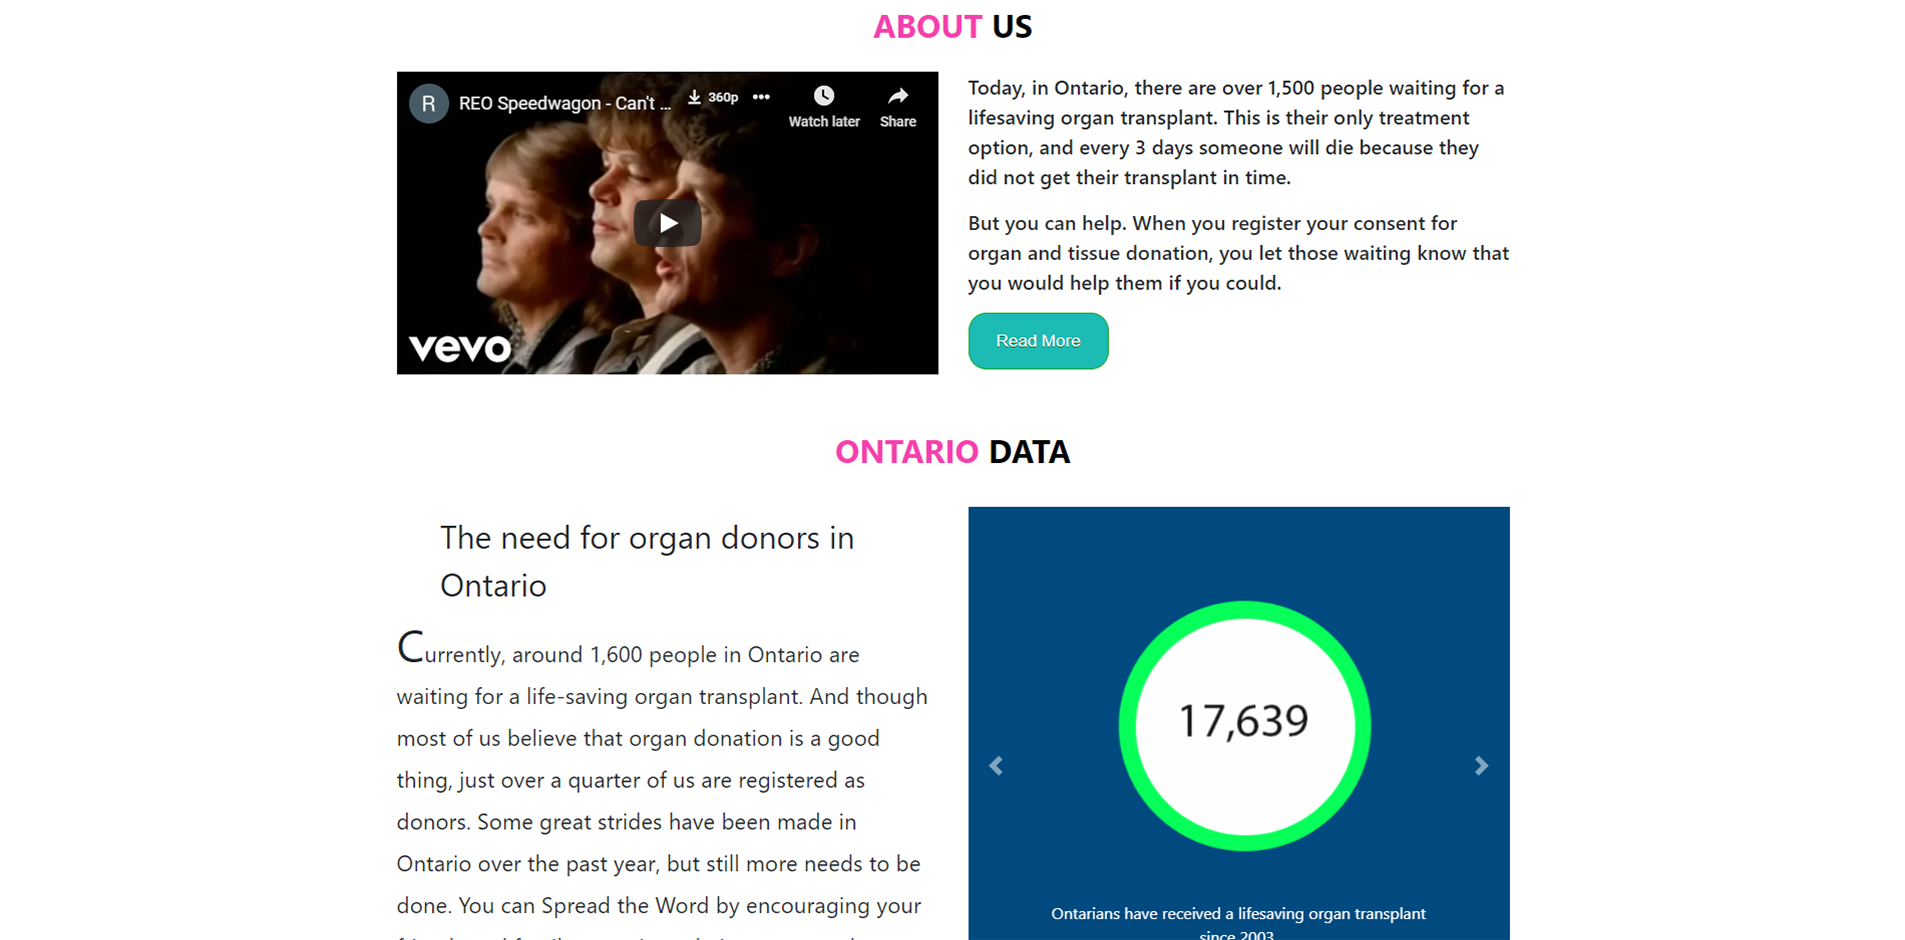 ABOUT US
R
REO Speedwagon - Can't ...
360p
Watch later
Share
vevo
Today, in Ontario, there are over 1,500 people waiting for a
lifesaving organ transplant. This is their only treatment
option, and every 3 days someone will die because they
did not get their transplant in time.
But you can help. When you register your consent for
organ and tissue donation, you let those waiting know that
you would help them if you could.
Read More
ONTARIO DATA
The need for organ donors in
Ontario
Currently, around 1,600 people in Ontario are
waiting for a life-saving organ transplant. And though
most of us believe that organ donation is a good
thing, just over a quarter of us are registered as
donors. Some great strides have been made in
Ontario over the past year, but still more needs to be
done. You can Spread the Word by encouraging your
17,639
Ontarians have received a lifesaving organ transplant
since 2003